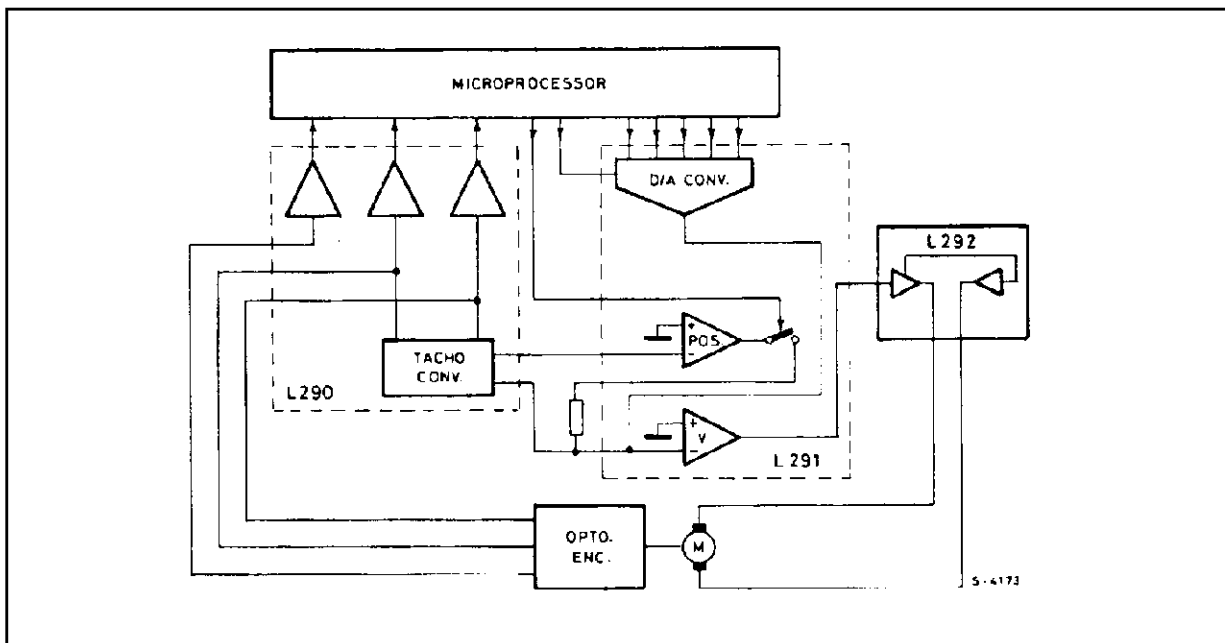 MICROPROCESSOR
D/A CONV.
L292
+
POS.
-
TACHO
CONV.
L290
+
V
-
L291
OPTO.
ENC.
M
S-4173